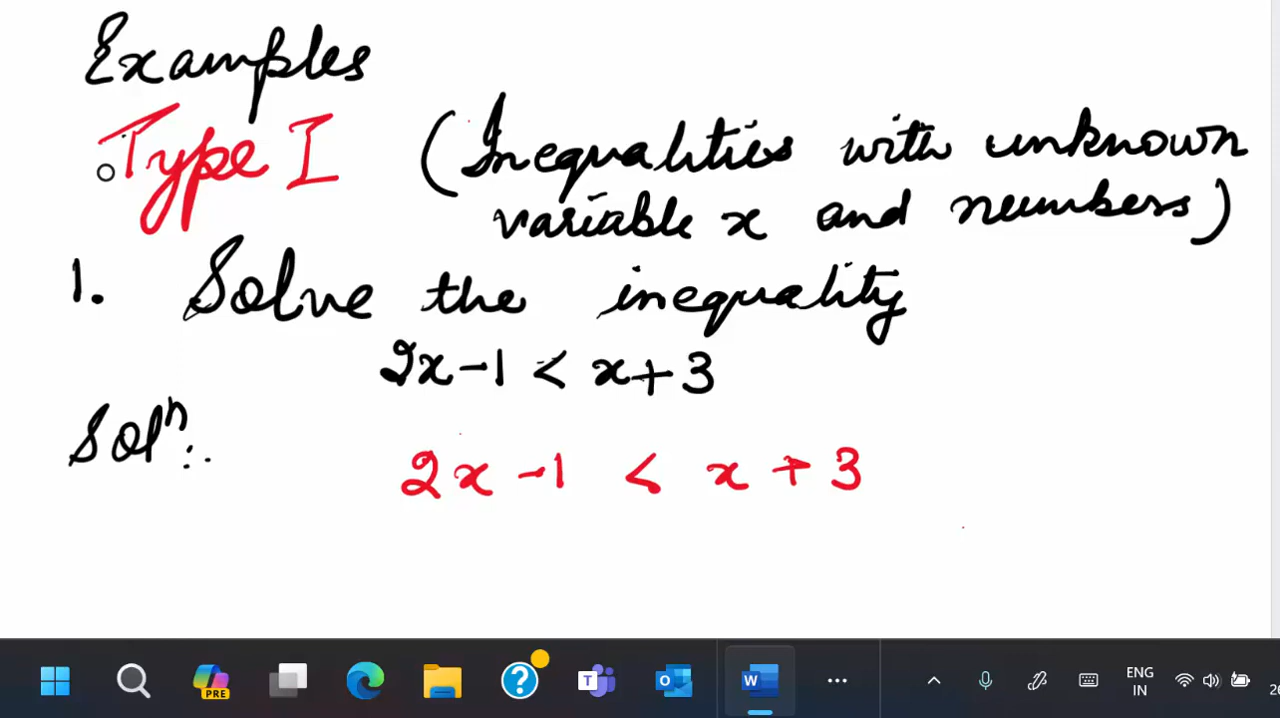 Examples
Type I (Inequalities with unknown
variable x and numbers)
1. Solve the inequality
2x-1 < x+3
Solⁿ:.
2x -1 < x + 3
PRE
ENG
IN